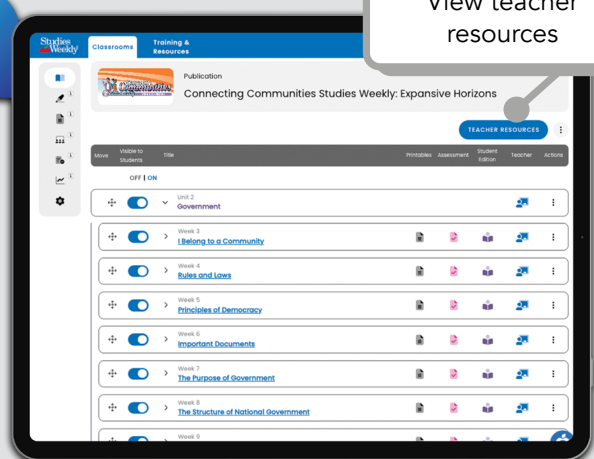 View teacher
resources
Studies
Weekly
Classrooms
Training &
Resources
Publication
Connecting Communities Studies Weekly: Expansive Horizons
Communities
TEACHER RESOURCES
Move
Visible to
Students
Title
Printables
Assessment
Student
Edition
Teacher
Actions
OFF | ON
Unit 2
Government
Week 3
I Belong to a Community
Week 4
Rules and Laws
Week 5
Principles of Democracy
Week 6
Important Documents
Week 7
The Purpose of Government
Week 8
The Structure of National Government
Week 9